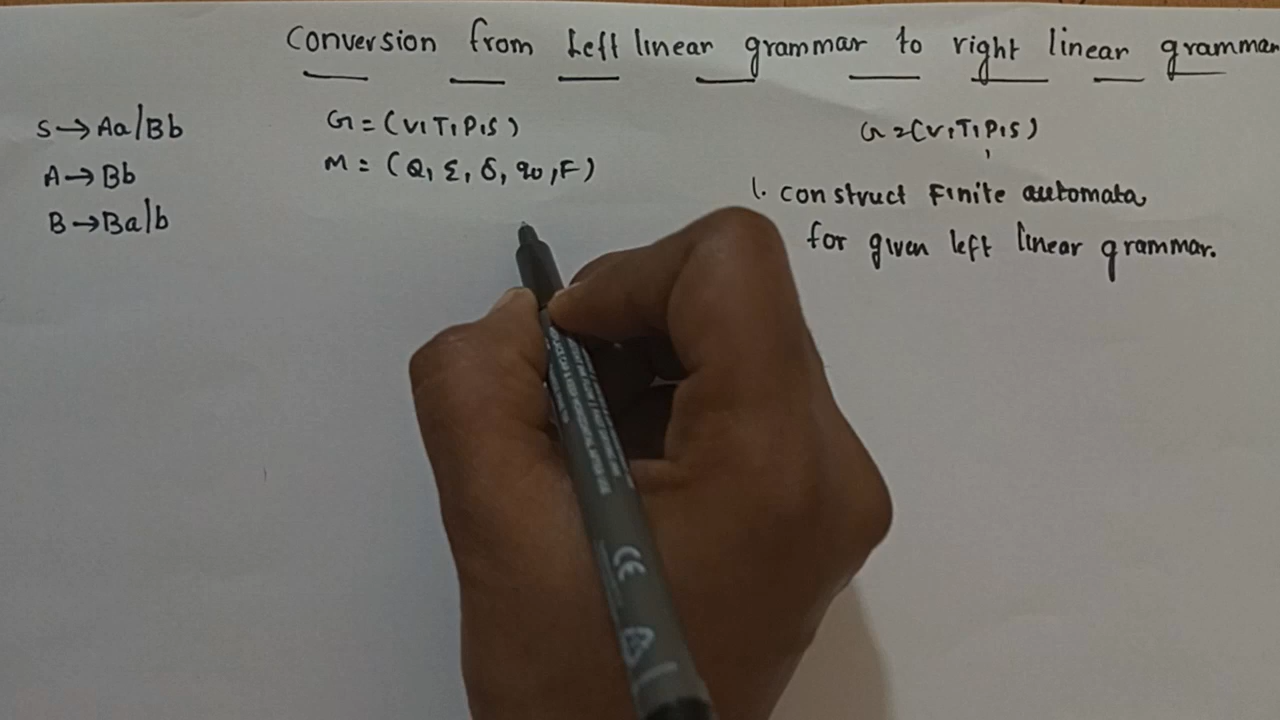 Conversion from left linear grammar to right linear grammar
S→Aa/Bb
A→Bb
B→Ba/b
G=(V,T,P,S)
M=(Q,Σ,δ,q0,F)
G=(V,T,P,S)
1. construct Finite automata
for given left linear grammar.
CE